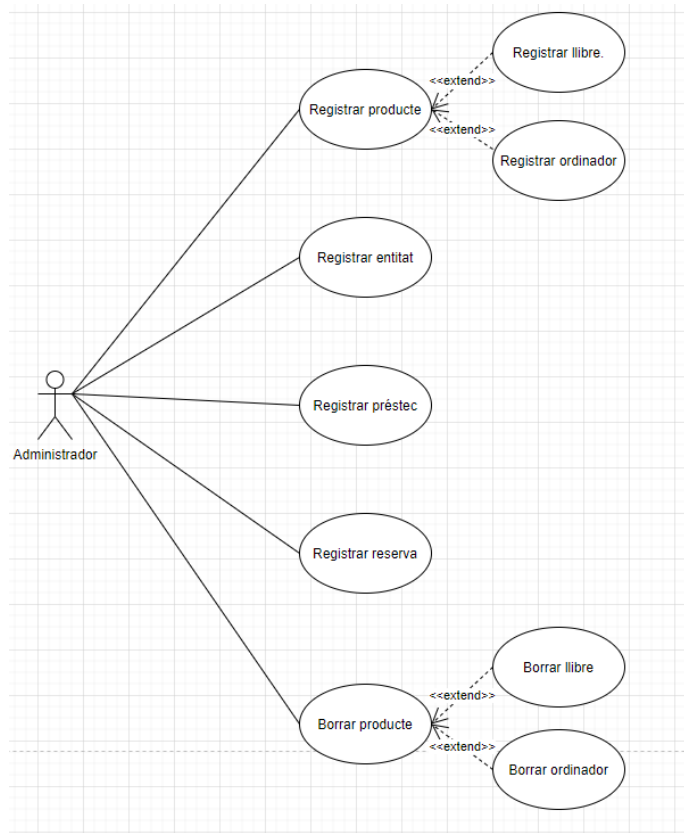 Registrar llibre.
<<extend>>
Registrar producte
<<extend>>
Registrar ordinador
Registrar entitat
Registrar préstec
Administrador
Registrar reserva
Borrar llibre
<<extend>>
Borrar producte
<<extend>>
Borrar ordinador